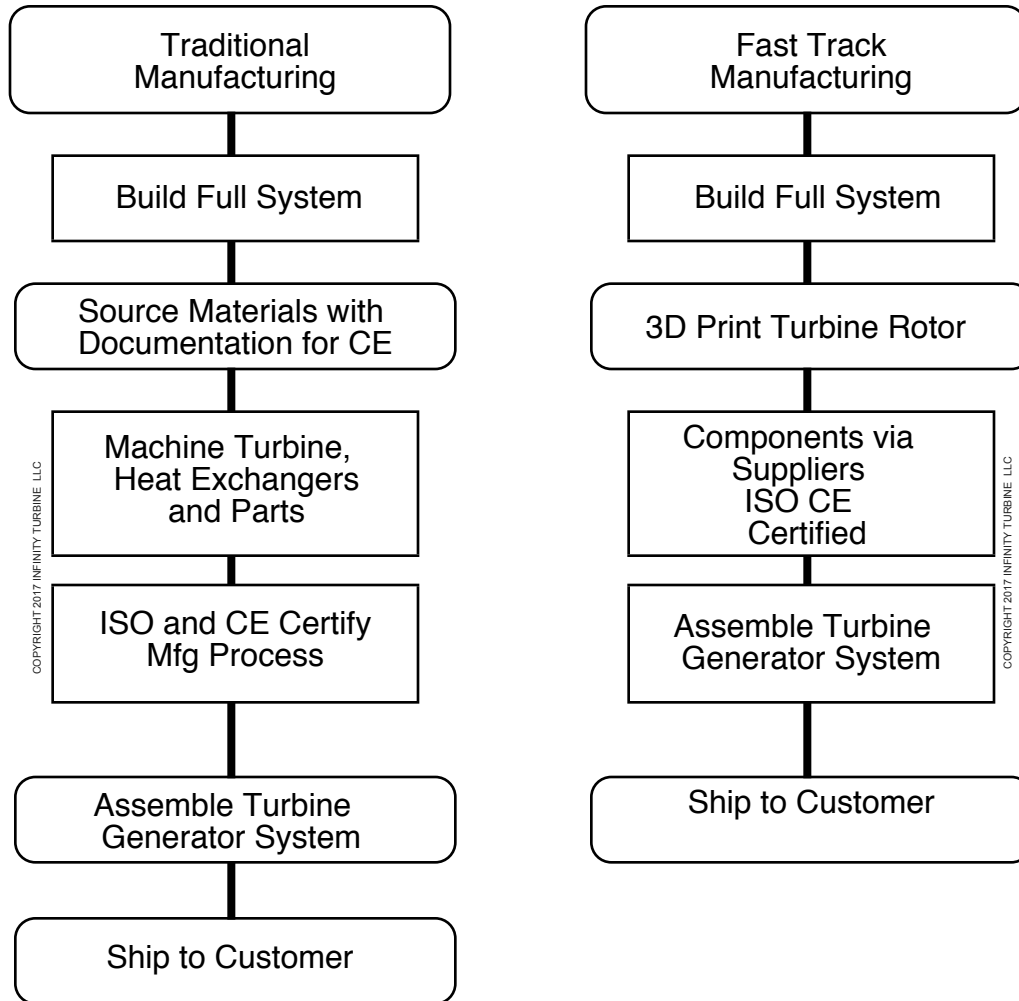 Traditional
Manufacturing
Build Full System
Source Materials with
Documentation for CE
Machine Turbine,
Heat Exchangers
and Parts
ISO and CE Certify
Mfg Process
Assemble Turbine
Generator System
Ship to Customer
COPYRIGHT 2017 INFINITY TURBINE LLC
Fast Track
Manufacturing
Build Full System
3D Print Turbine Rotor
Components via
Suppliers
ISO CE
Certified
Assemble Turbine
Generator System
Ship to Customer
COPYRIGHT 2017 INFINITY TURBINE LLC